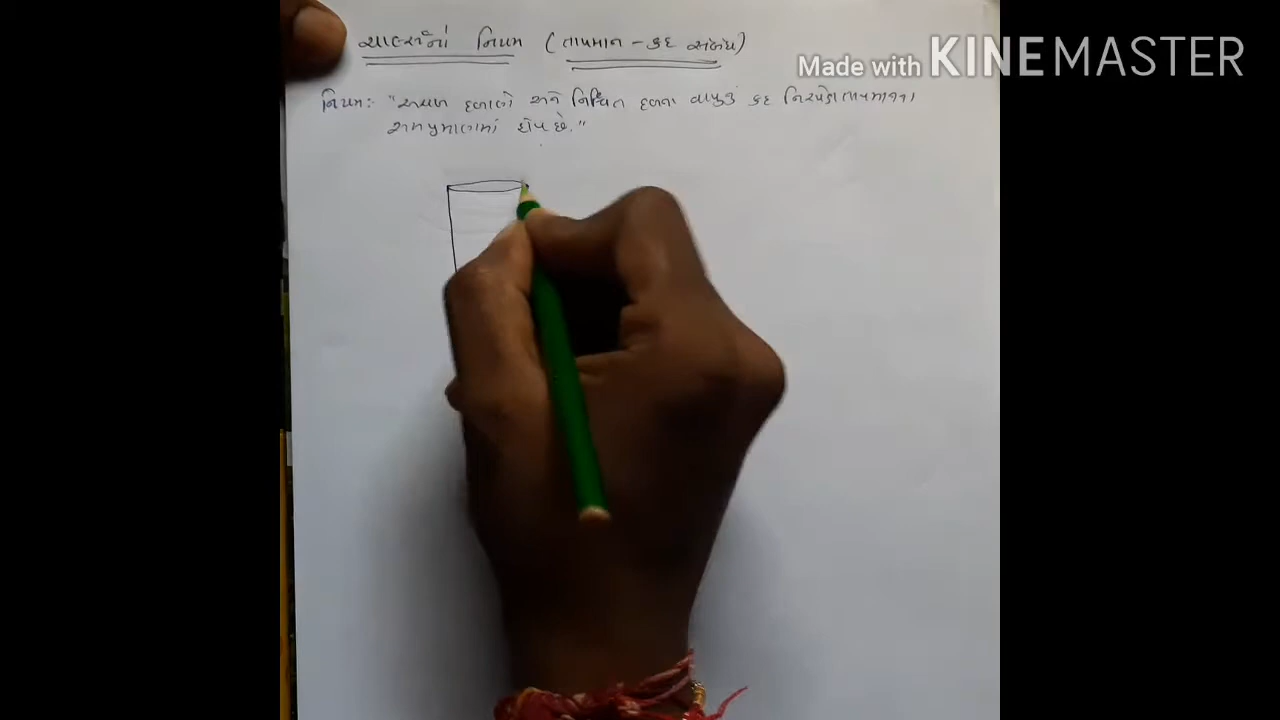 ચાર્લ્સનો નિયમ (તાપમાન - કદ સંબંધ)
Made with KINEMASTER
નિયમ:- "અચળ દબાણે અને નિશ્ચિત દળના વાયુનું કદ નિરપેક્ષ તાપમાનના
સમપ્રમાણમાં હોય છે."